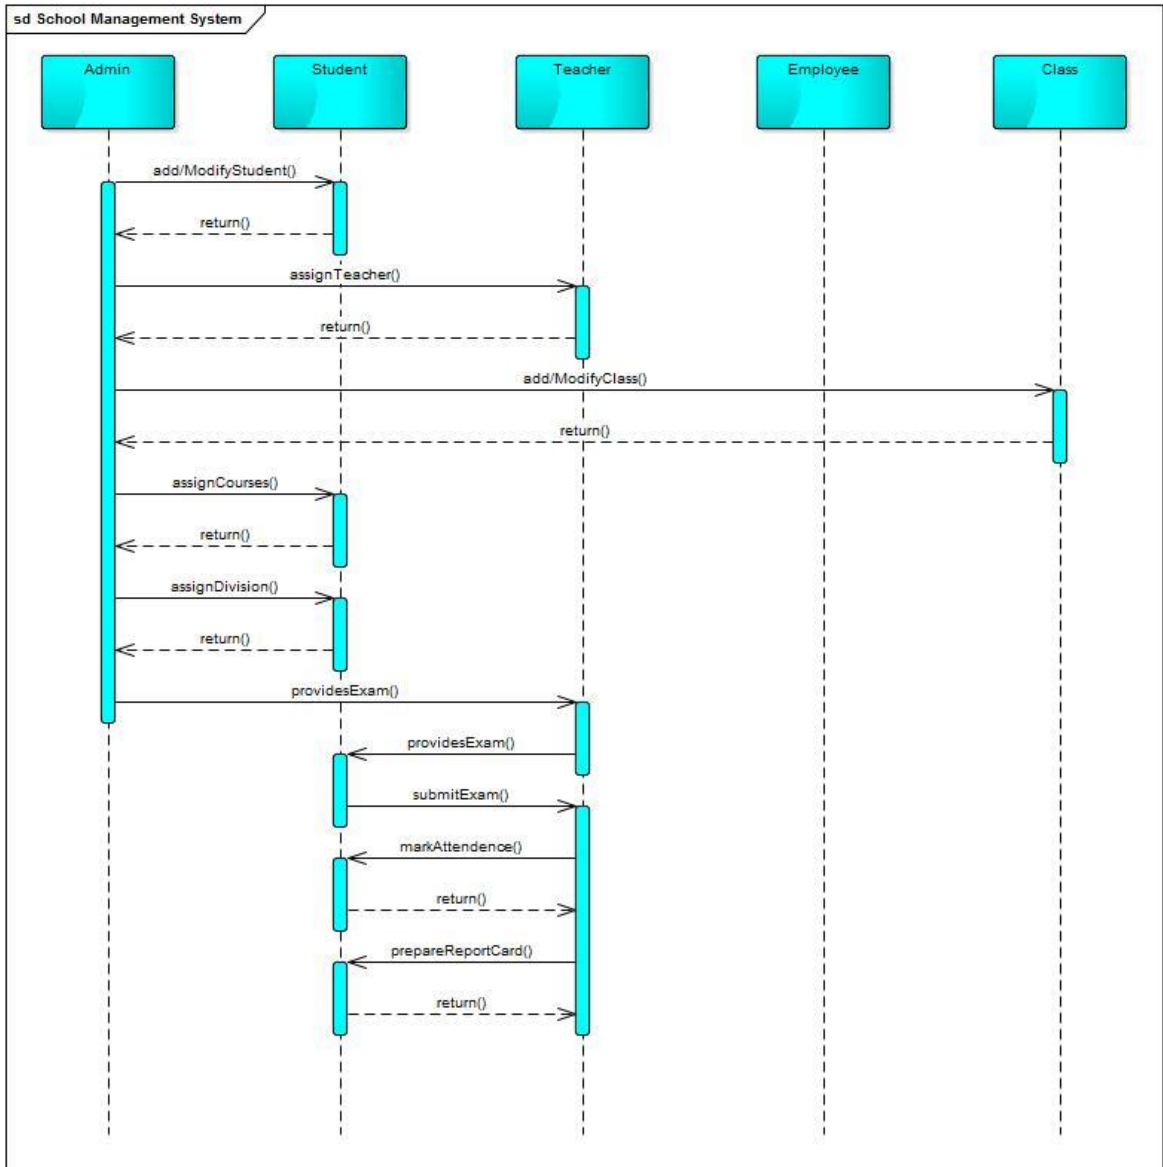 sd School Management System
Admin
Student
Teacher
Employee
Class
add/ModifyStudent()
return()
assignTeacher()
return()
add/ModifyClass()
return()
assignCourses()
return()
assignDivision()
return()
providesExam()
providesExam()
submitExam()
markAttendence()
return()
prepareReportCard()
return()